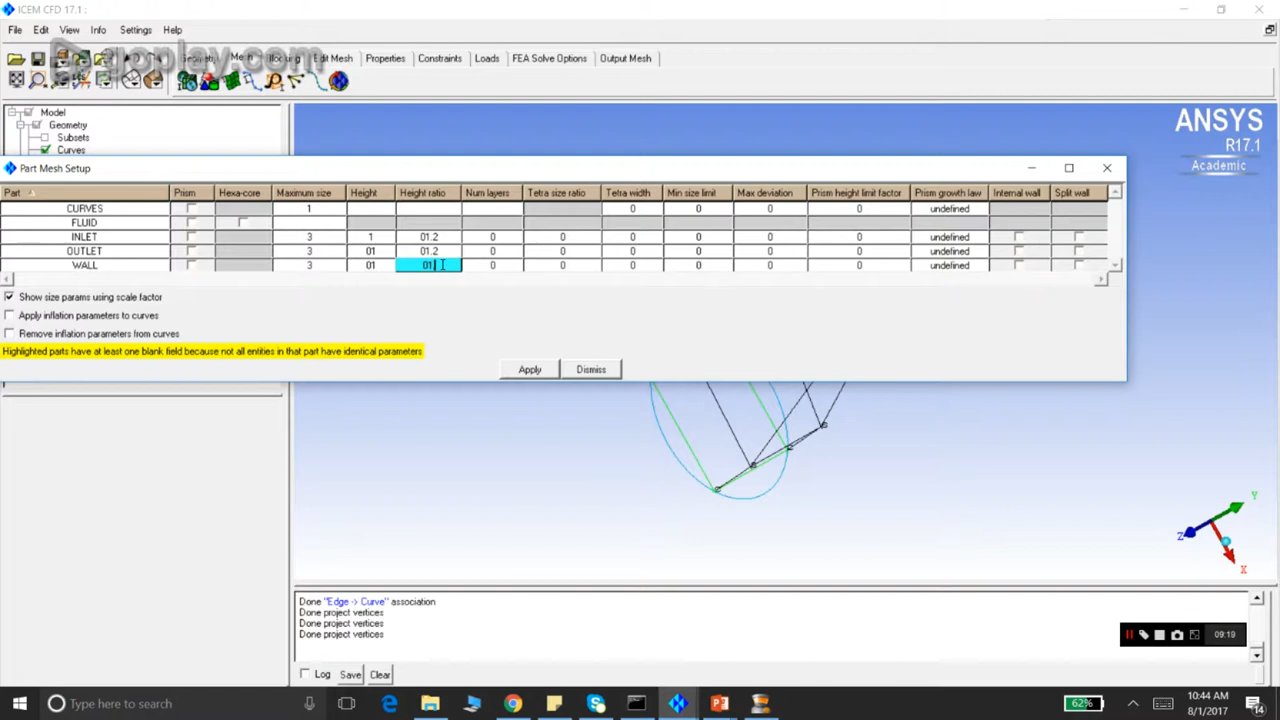 ICEM CFD 17.1 :
File Edit View Info Settings Help
goplay.com
Geometry Mesh Blocking Edit Mesh Properties Constraints Loads FEA Solve Options Output Mesh
Model
Geometry
Subsets
Curves
ANSYS
R17.1
Academic
Part Mesh Setup
Part Prism Hexa-core Maximum size Height Height ratio Num layers Tetra size ratio Tetra width Min size limit Max deviation Prism height limit factor Prism growth law Internal wall Split wall
CURVES 1 0 0 0 0 undefined
FLUID
INLET 3 1 01.2 0 0 0 0 0 0 undefined
OUTLET 3 01 01.2 0 0 0 0 0 0 undefined
WALL 3 01 01. 0 0 0 0 0 0 undefined
Show size params using scale factor
Apply inflation parameters to curves
Remove inflation parameters from curves
Highlighted parts have at least one blank field because not all entities in that part have identical parameters
Apply Dismiss
Y
Z
X
Done "Edge -> Curve" association
Done project vertices
Done project vertices
Done project vertices
09:19
Log Save Clear
Type here to search
62%
10:44 AM
8/1/2017
14